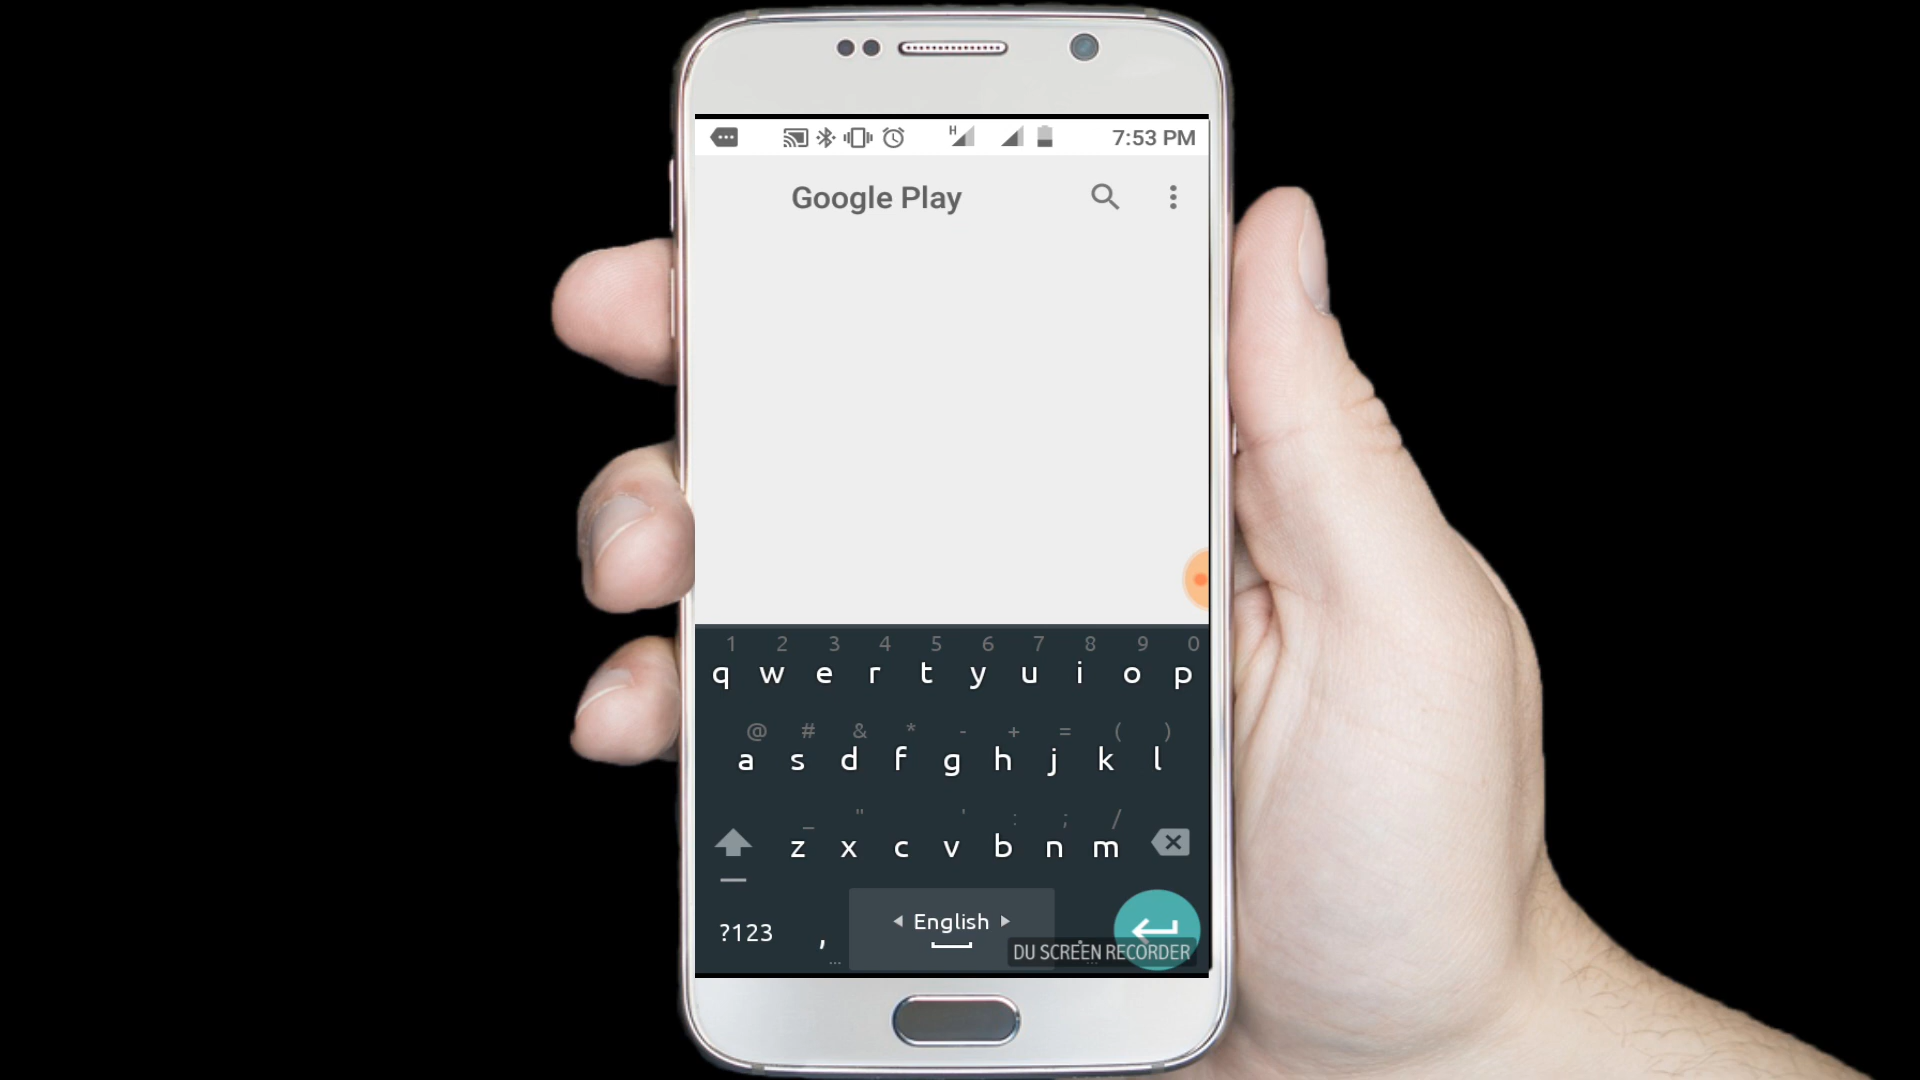 H 7:53 PM
Google Play
1 2 3 4 5 6 7 8 9 0
q w e r t y u i o p
@ # & * - + = ( )
a s d f g h j k l
_ " ' : ; /
z x c v b n m
?123 , English .
DU SCREEN RECORDER